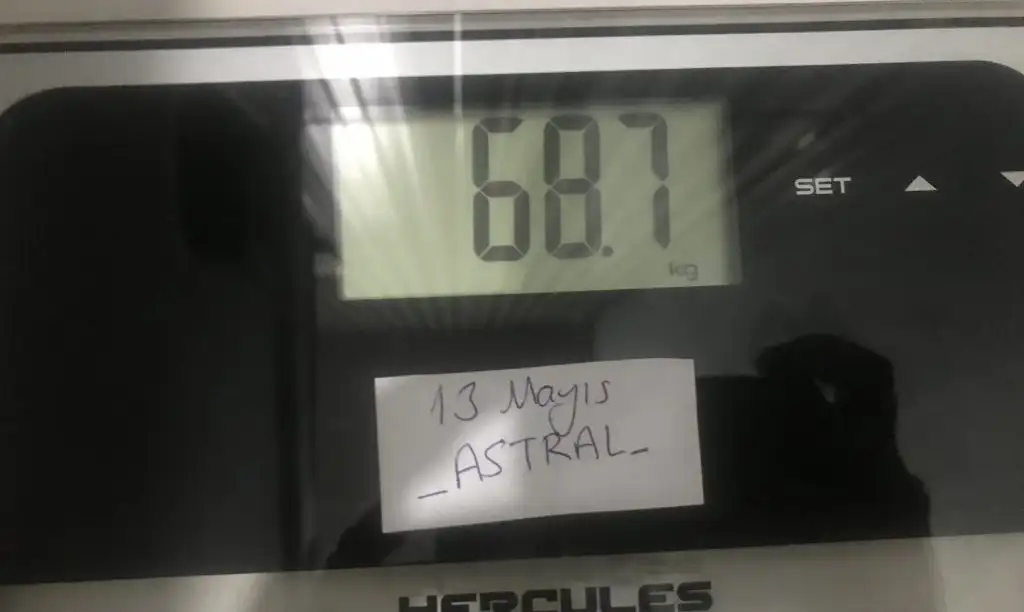 68.7
kg
SET
13 Mayıs
_ASTRAL_
HERCULES